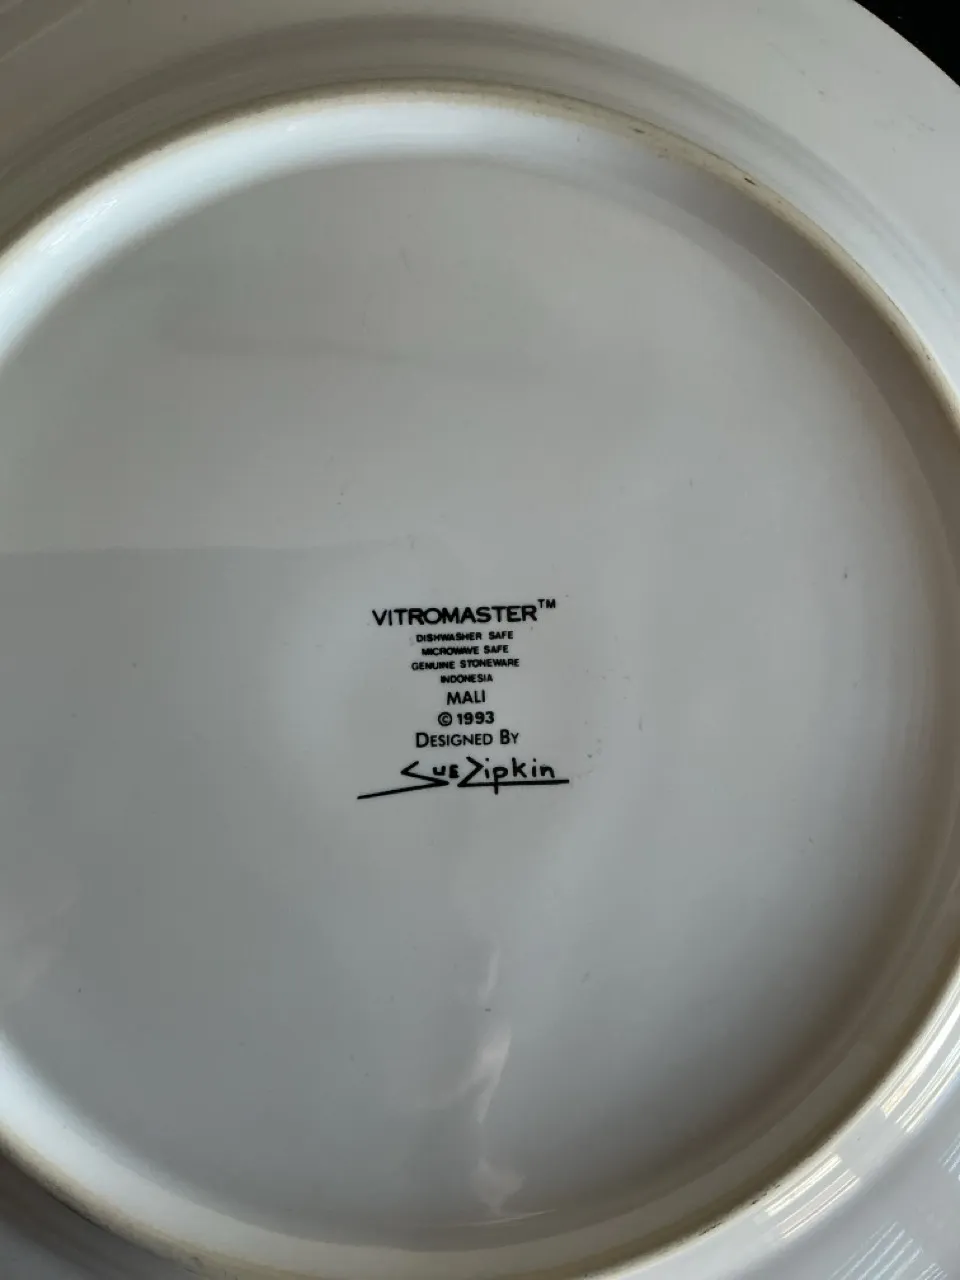 VITROMASTER™
DISHWASHER SAFE
MICROWAVE SAFE
GENUINE STONEWARE
INDONESIA
MALI
© 1993
DESIGNED BY
SUE Zipkin